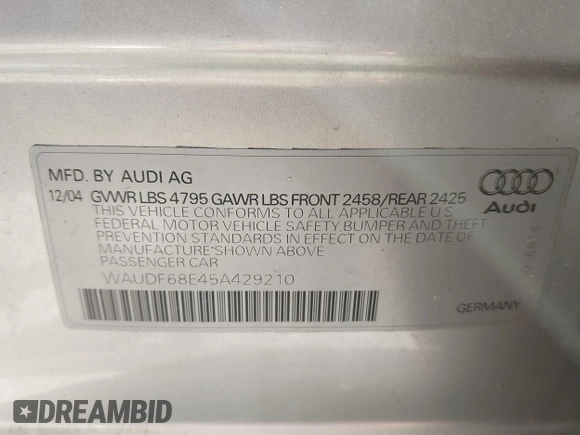 MFD. BY AUDI AG
12/04 GVWR LBS 4795 GAWR LBS FRONT 2458/REAR 2425
THIS VEHICLE CONFORMS TO ALL APPLICABLE U.S.
FEDERAL MOTOR VEHICLE SAFETY, BUMPER AND THEFT
PREVENTION STANDARDS IN EFFECT ON THE DATE OF
MANUFACTURE SHOWN ABOVE
PASSENGER CAR
WAUDF68E45A429210
Audi
GERMANY
DREAMBID